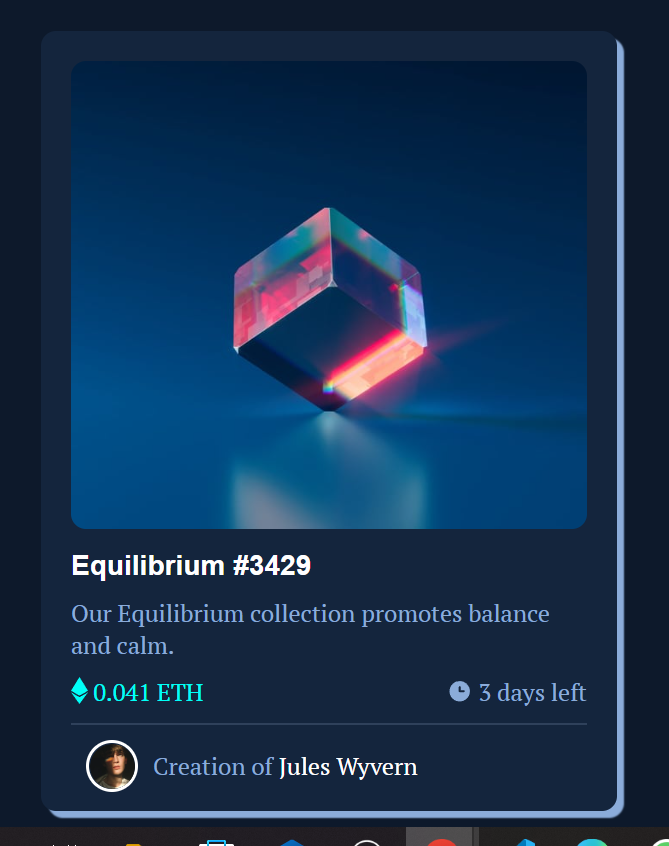 Equilibrium #3429
Our Equilibrium collection promotes balance
and calm.
0.041 ETH
3 days left
Creation of Jules Wyvern